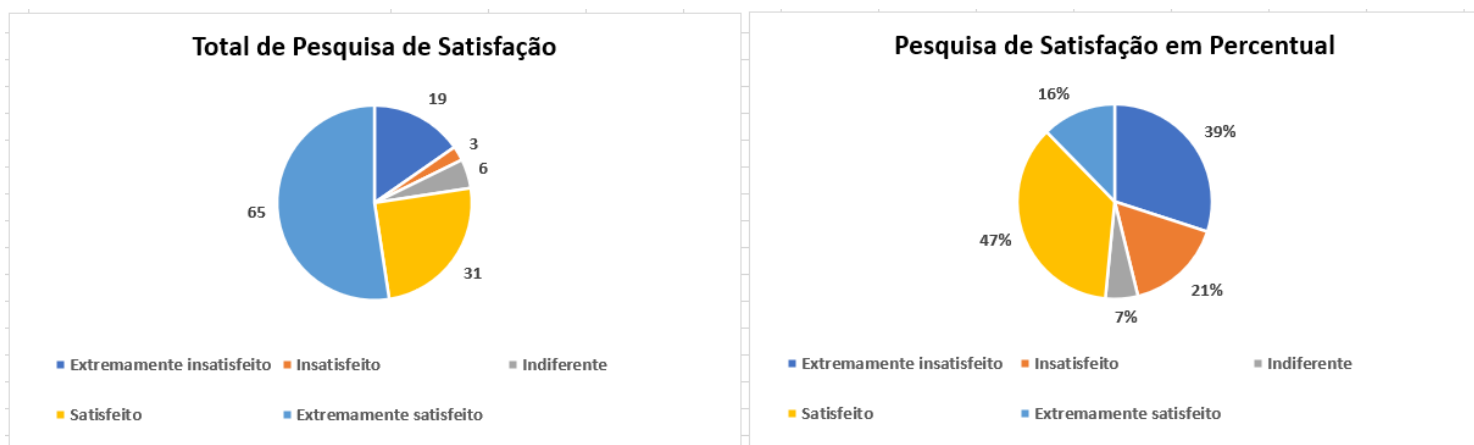 Total de Pesquisa de Satisfação
19
3
6
65
31
Extremamente insatisfeito Insatisfeito Indiferente
Satisfeito Extremamente satisfeito
Pesquisa de Satisfação em Percentual
16%
39%
47%
21%
7%
Extremamente insatisfeito Insatisfeito Indiferente
Satisfeito Extremamente satisfeito